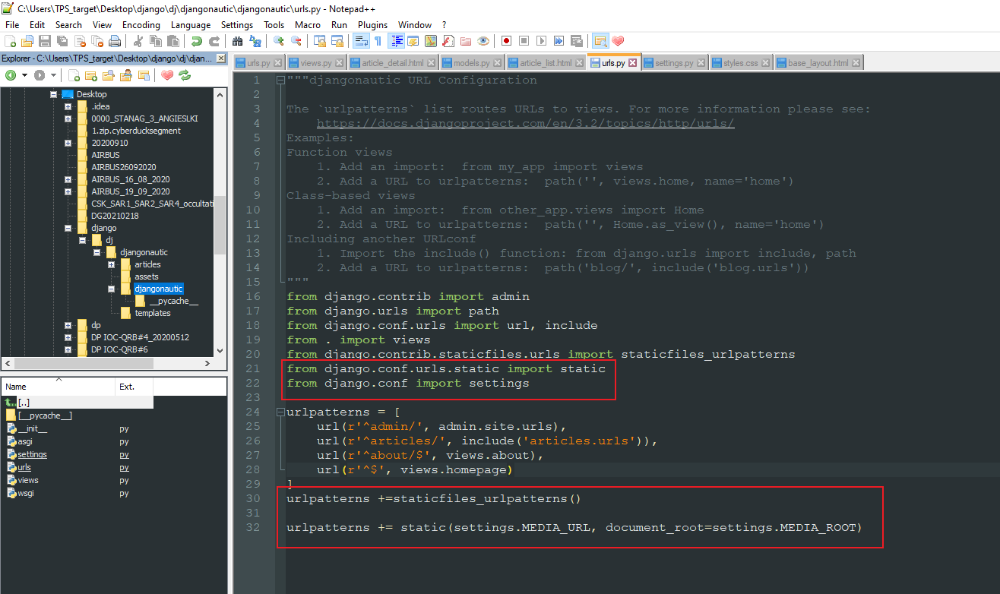 C:\Users\TPS_target\Desktop\django\dj\djangonautic\djangonautic\urls.py - Notepad++
File Edit Search View Encoding Language Settings Tools Macro Run Plugins Window ?
Explorer - C:\Users\TPS_target\Desktop\django\dj\djan...
urls.py views.py article_detail.html models.py article_list.html urls.py settings.py styles.css base_layout.html
Desktop
.idea
0000_STANAG_3_ANGIESLKI
1.zip.cyberducksegment
20200910
AIRBUS
AIRBUS26092020
AIRBUS_16_08_2020
AIRBUS_19_09_2020
CSK_SAR1_SAR2_SAR4_occultati
DG20210218
django
dj
djangonautic
articles
assets
djangonautic
__pycache__
templates
dp
DP IOC-QRB#4_20200512
DP IOC-QRB#6
Name Ext.
[..]
[__pycache__]
__init__ py
asgi py
settings py
urls py
views py
wsgi py
1 """djangonautic URL Configuration
2
3 The `urlpatterns` list routes URLs to views. For more information please see:
4 https://docs.djangoproject.com/en/3.2/topics/http/urls/
5 Examples:
6 Function views
7 1. Add an import:  from my_app import views
8 2. Add a URL to urlpatterns:  path('', views.home, name='home')
9 Class-based views
10 1. Add an import:  from other_app.views import Home
11 2. Add a URL to urlpatterns:  path('', Home.as_view(), name='home')
12 Including another URLconf
13 1. Import the include() function: from django.urls import include, path
14 2. Add a URL to urlpatterns:  path('blog/', include('blog.urls'))
15 """
16 from django.contrib import admin
17 from django.urls import path
18 from django.conf.urls import url, include
19 from . import views
20 from django.contrib.staticfiles.urls import staticfiles_urlpatterns
21 from django.conf.urls.static import static
22 from django.conf import settings
23
24 urlpatterns = [
25 url(r'^admin/', admin.site.urls),
26 url(r'^articles/', include('articles.urls')),
27 url(r'^about/$', views.about),
28 url(r'^$', views.homepage)
29 ]
30 urlpatterns +=staticfiles_urlpatterns()
31
32 urlpatterns += static(settings.MEDIA_URL, document_root=settings.MEDIA_ROOT)